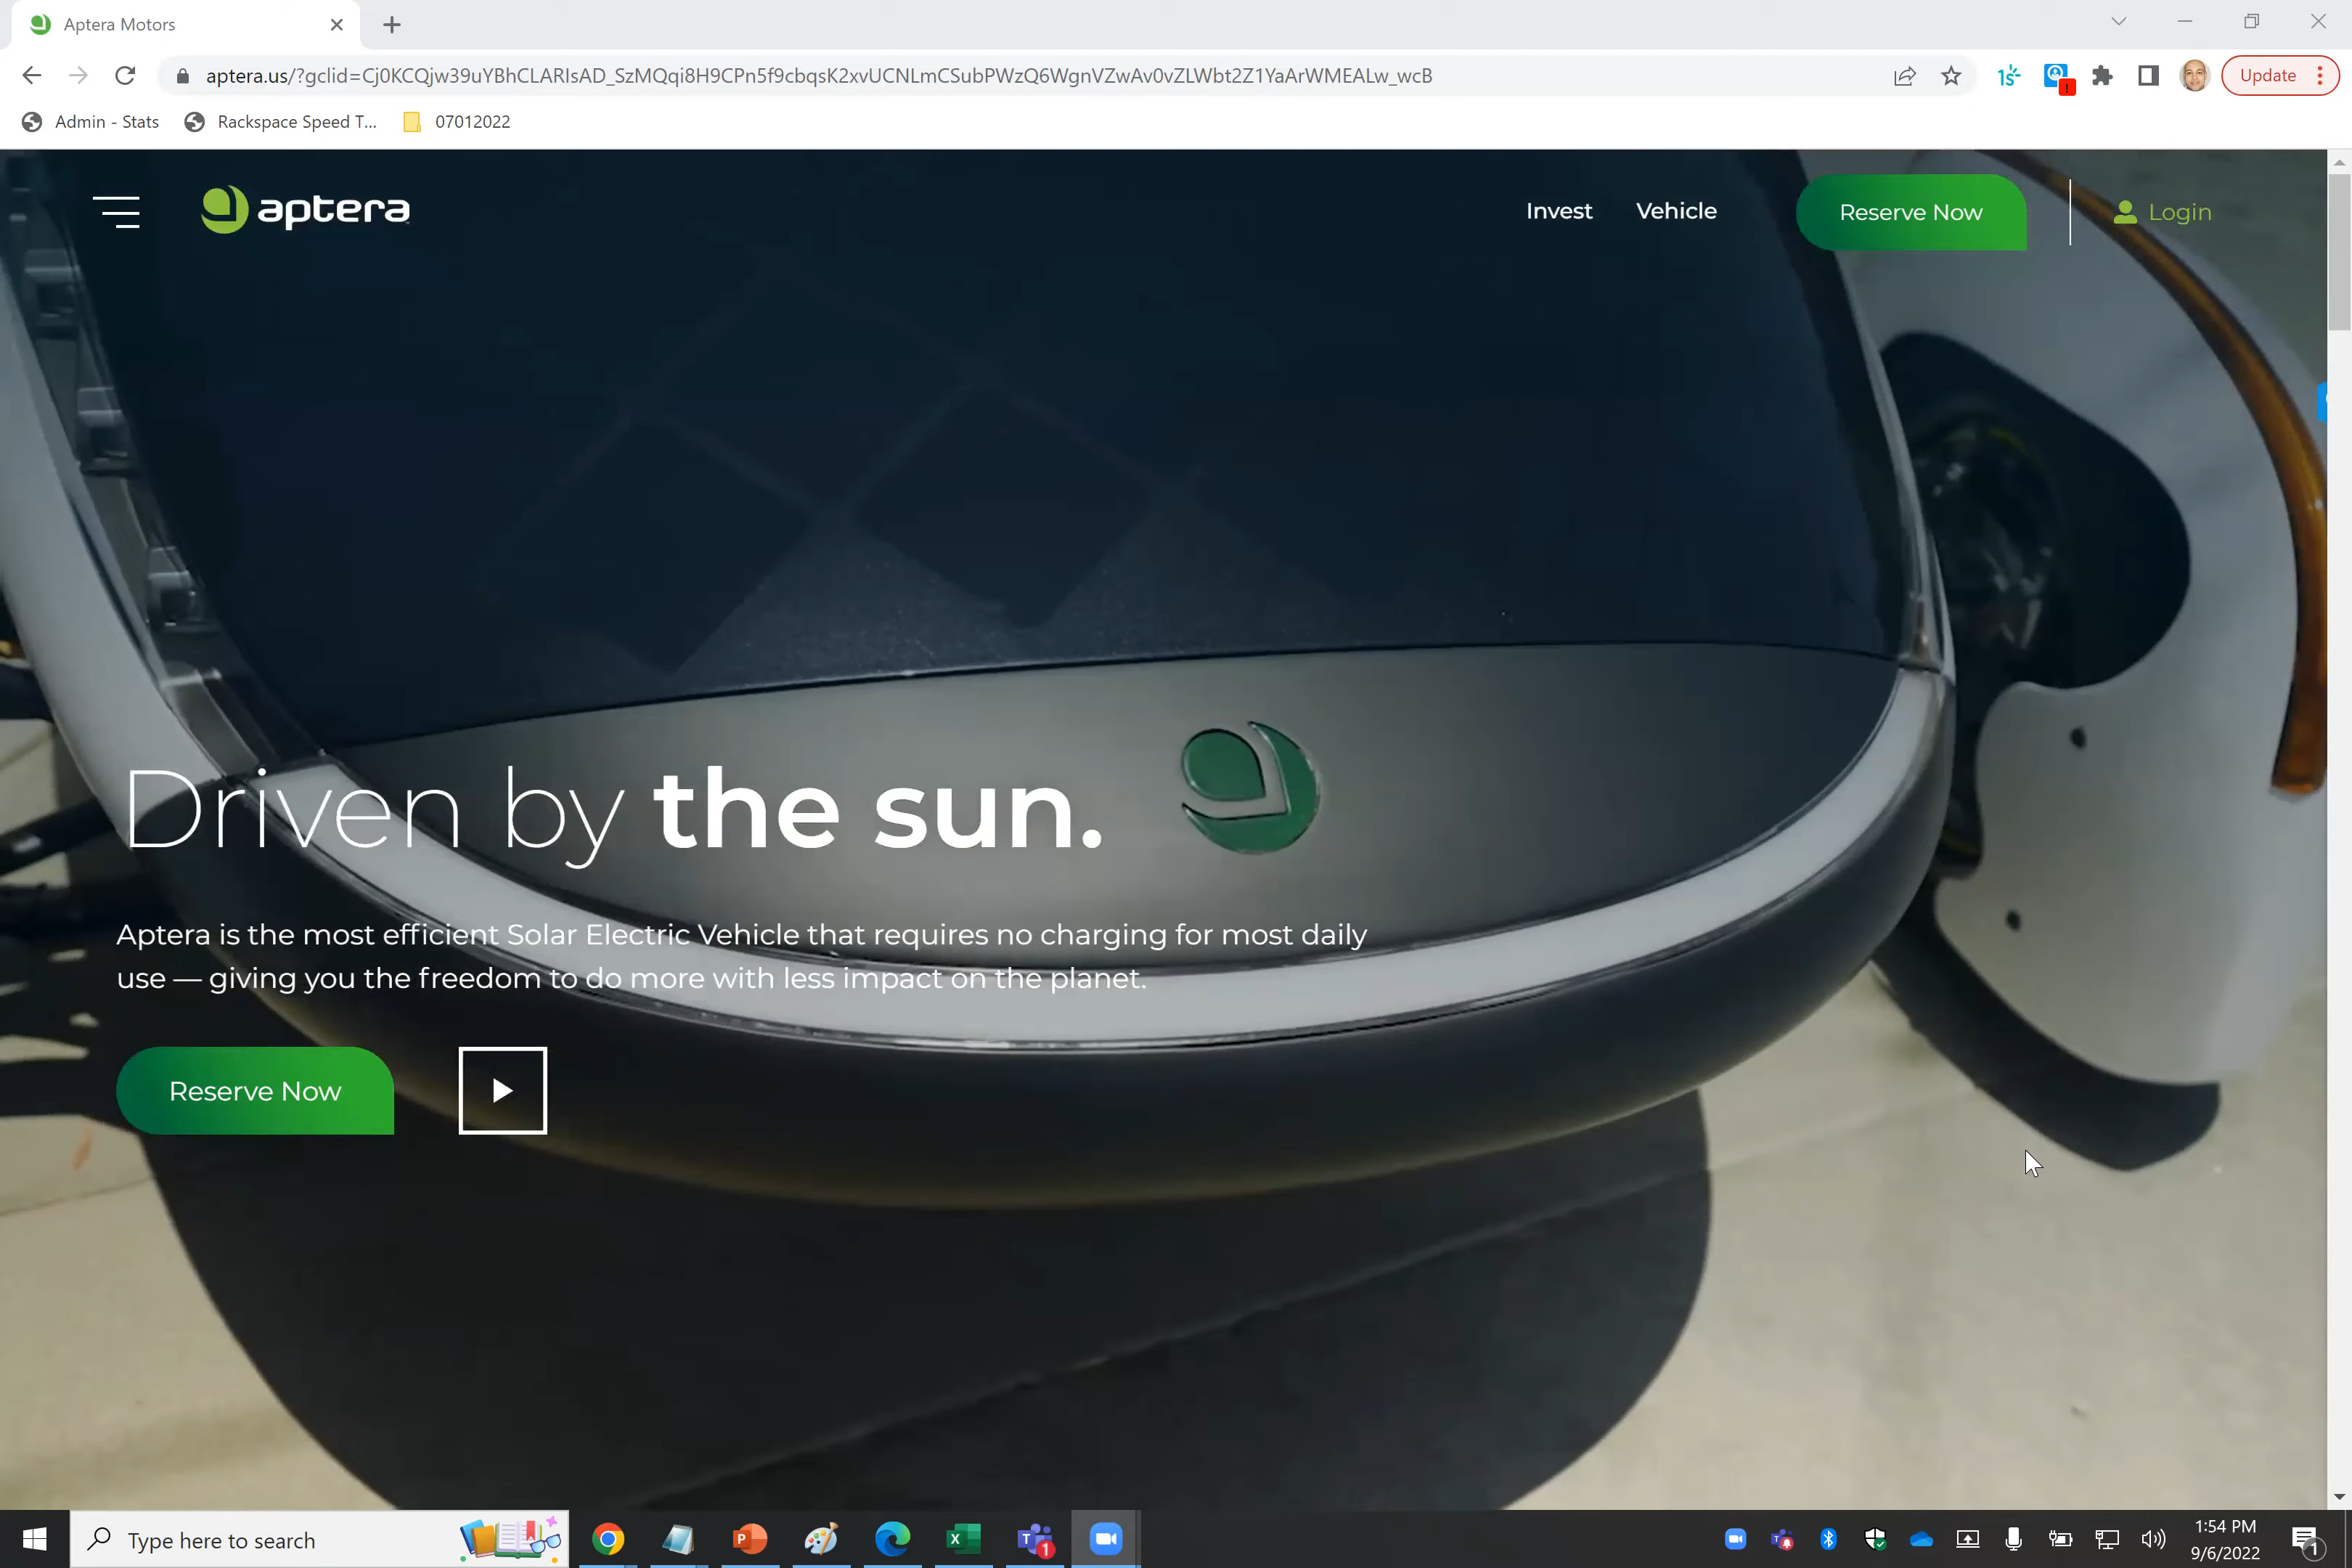 Aptera Motors
aptera.us/?gclid=Cj0KCQjw39uYBhCLARIsAD_SzMQqi8H9CPn5f9cbqsK2xvUCNLmCSubPWzQ6WgnVZwAv0vZLWbt2Z1YaArWMEALw_wcB
1s
Update
Admin - Stats
Rackspace Speed T...
07012022
aptera
Invest
Vehicle
Reserve Now
Login
Driven by the sun.
Aptera is the most efficient Solar Electric Vehicle that requires no charging for most daily
use — giving you the freedom to do more with less impact on the planet.
Reserve Now
Type here to search
1
1:54 PM
9/6/2022
1